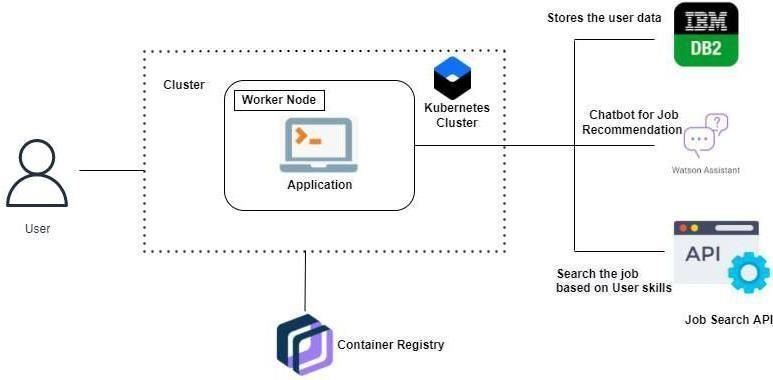 Stores the user data
IBM
DB2
Cluster
Worker Node
Kubernetes
Cluster
Application
Chatbot for Job
Recommendation
?
Watson Assistant
User
API
Search the job
based on User skills
Job Search API
Container Registry